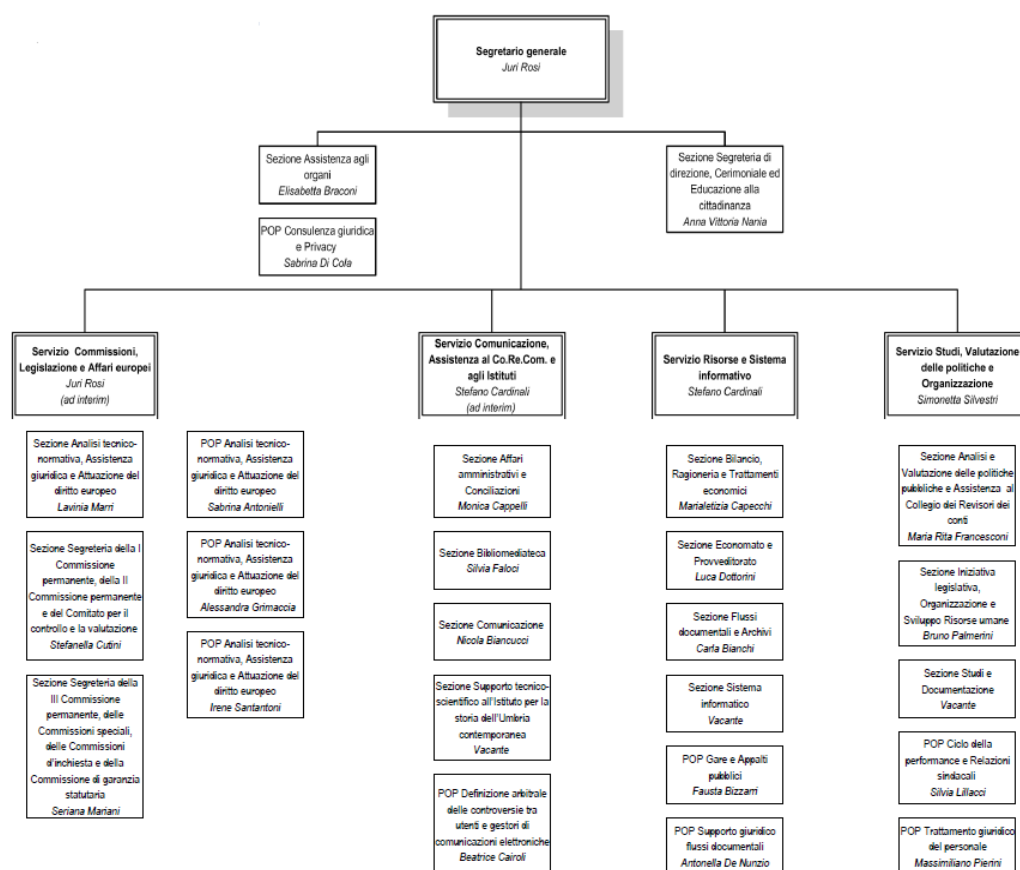 Segretario generale
Juri Rosi
Sezione Assistenza agli
organi
Elisabetta Braconi
POP Consulenza giuridica
e Privacy
Sabrina Di Cola
Sezione Segreteria di
direzione, Cerimoniale ed
Educazione alla
cittadinanza
Anna Vittoria Nania
Servizio Commissioni,
Legislazione e Affari europei
Juri Rosi
(ad interim)
Sezione Analisi tecnico-
normativa, Assistenza
giuridica e Attuazione del
diritto europeo
Lavinia Marri
Sezione Segreteria della I
Commissione
permanente, della II
Commissione permanente
e del Comitato per il
controllo e la valutazione
Stefanella Cutini
Sezione Segreteria della
III Commissione
permanente, delle
Commissioni speciali,
delle Commissioni
d'inchiesta e della
Commissione di garanzia
statutaria
Seriana Mariani
POP Analisi tecnico-
normativa, Assistenza
giuridica e Attuazione del
diritto europeo
Sabrina Antonielli
POP Analisi tecnico-
normativa, Assistenza
giuridica e Attuazione del
diritto europeo
Alessandra Grimaccia
POP Analisi tecnico-
normativa, Assistenza
giuridica e Attuazione del
diritto europeo
Irene Santantoni
Servizio Comunicazione,
Assistenza al Co.Re.Com. e
agli Istituti
Stefano Cardinali
(ad interim)
Sezione Affari
amministrativi e
Conciliazioni
Monica Cappelli
Sezione Bibliomediateca
Silvia Faloci
Sezione Comunicazione
Nicola Biancucci
Sezione Supporto tecnico-
scientifico all'Istituto per la
storia dell'Umbria
contemporanea
Vacante
POP Definizione arbitrale
delle controversie tra
utenti e gestori di
comunicazioni elettroniche
Beatrice Cairoli
Servizio Risorse e Sistema
informativo
Stefano Cardinali
Sezione Bilancio,
Ragioneria e Trattamenti
economici
Marialetizia Capecchi
Sezione Economato e
Provveditorato
Luca Dottorini
Sezione Flussi
documentali e Archivi
Carla Bianchi
Sezione Sistema
informatico
Vacante
POP Gare e Appalti
pubblici
Fausta Bizzarri
POP Supporto giuridico
flussi documentali
Antonella De Nunzio
Servizio Studi, Valutazione
delle politiche e
Organizzazione
Simonetta Silvestri
Sezione Analisi e
Valutazione delle politiche
pubbliche e Assistenza al
Collegio dei Revisori dei
conti
Maria Rita Francesconi
Sezione Iniziativa
legislativa,
Organizzazione e
Sviluppo Risorse umane
Bruno Palmerini
Sezione Studi e
Documentazione
Vacante
POP Ciclo della
performance e Relazioni
sindacali
Silvia Lillacci
POP Trattamento giuridico
del personale
Massimiliano Pierini